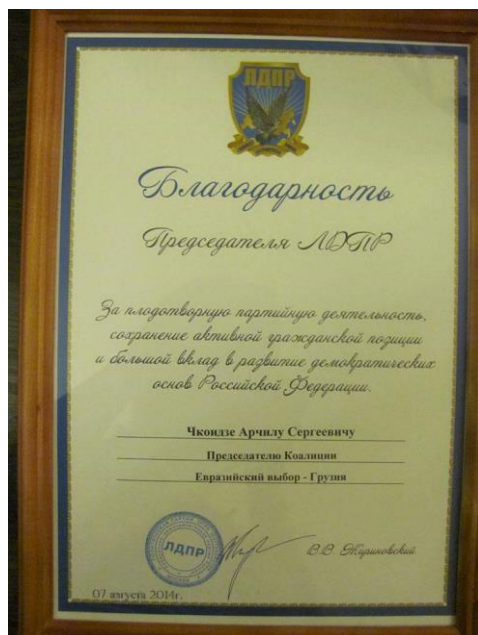 ЛДПР
Благодарность
Председателя ЛДПР
За плодотворную партийную деятельность,
сохранение активной гражданской позиции
и большой вклад в развитие демократических
основ Российской Федерации.
Чкоидзе Арчилу Сергеевичу
Председателю Коалиции
Евразийский выбор - Грузия
ЛДПР
В.В. Жириновский
07 августа 2014г.